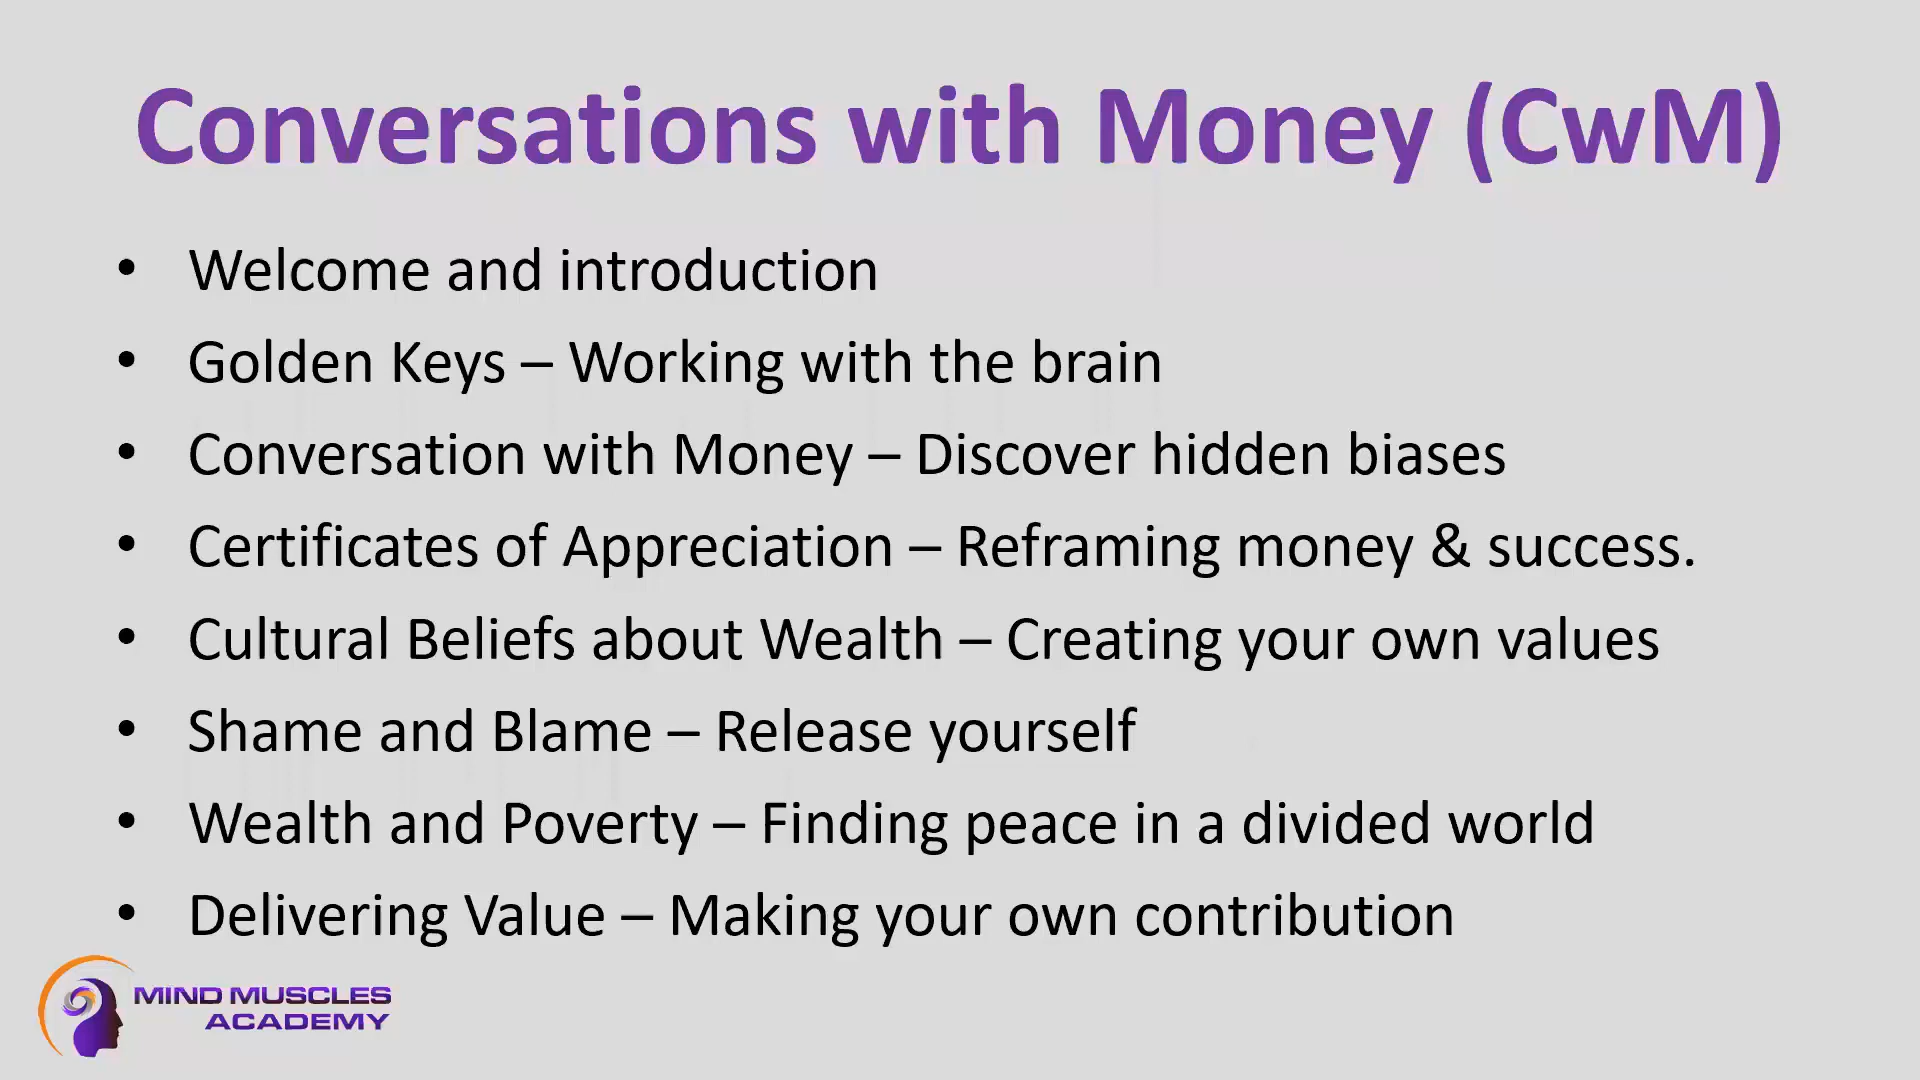 Conversations with Money (CwM)
• Welcome and introduction
• Golden Keys – Working with the brain
• Conversation with Money – Discover hidden biases
• Certificates of Appreciation – Reframing money & success.
• Cultural Beliefs about Wealth – Creating your own values
• Shame and Blame – Release yourself
• Wealth and Poverty – Finding peace in a divided world
• Delivering Value – Making your own contribution
MIND MUSCLES
ACADEMY